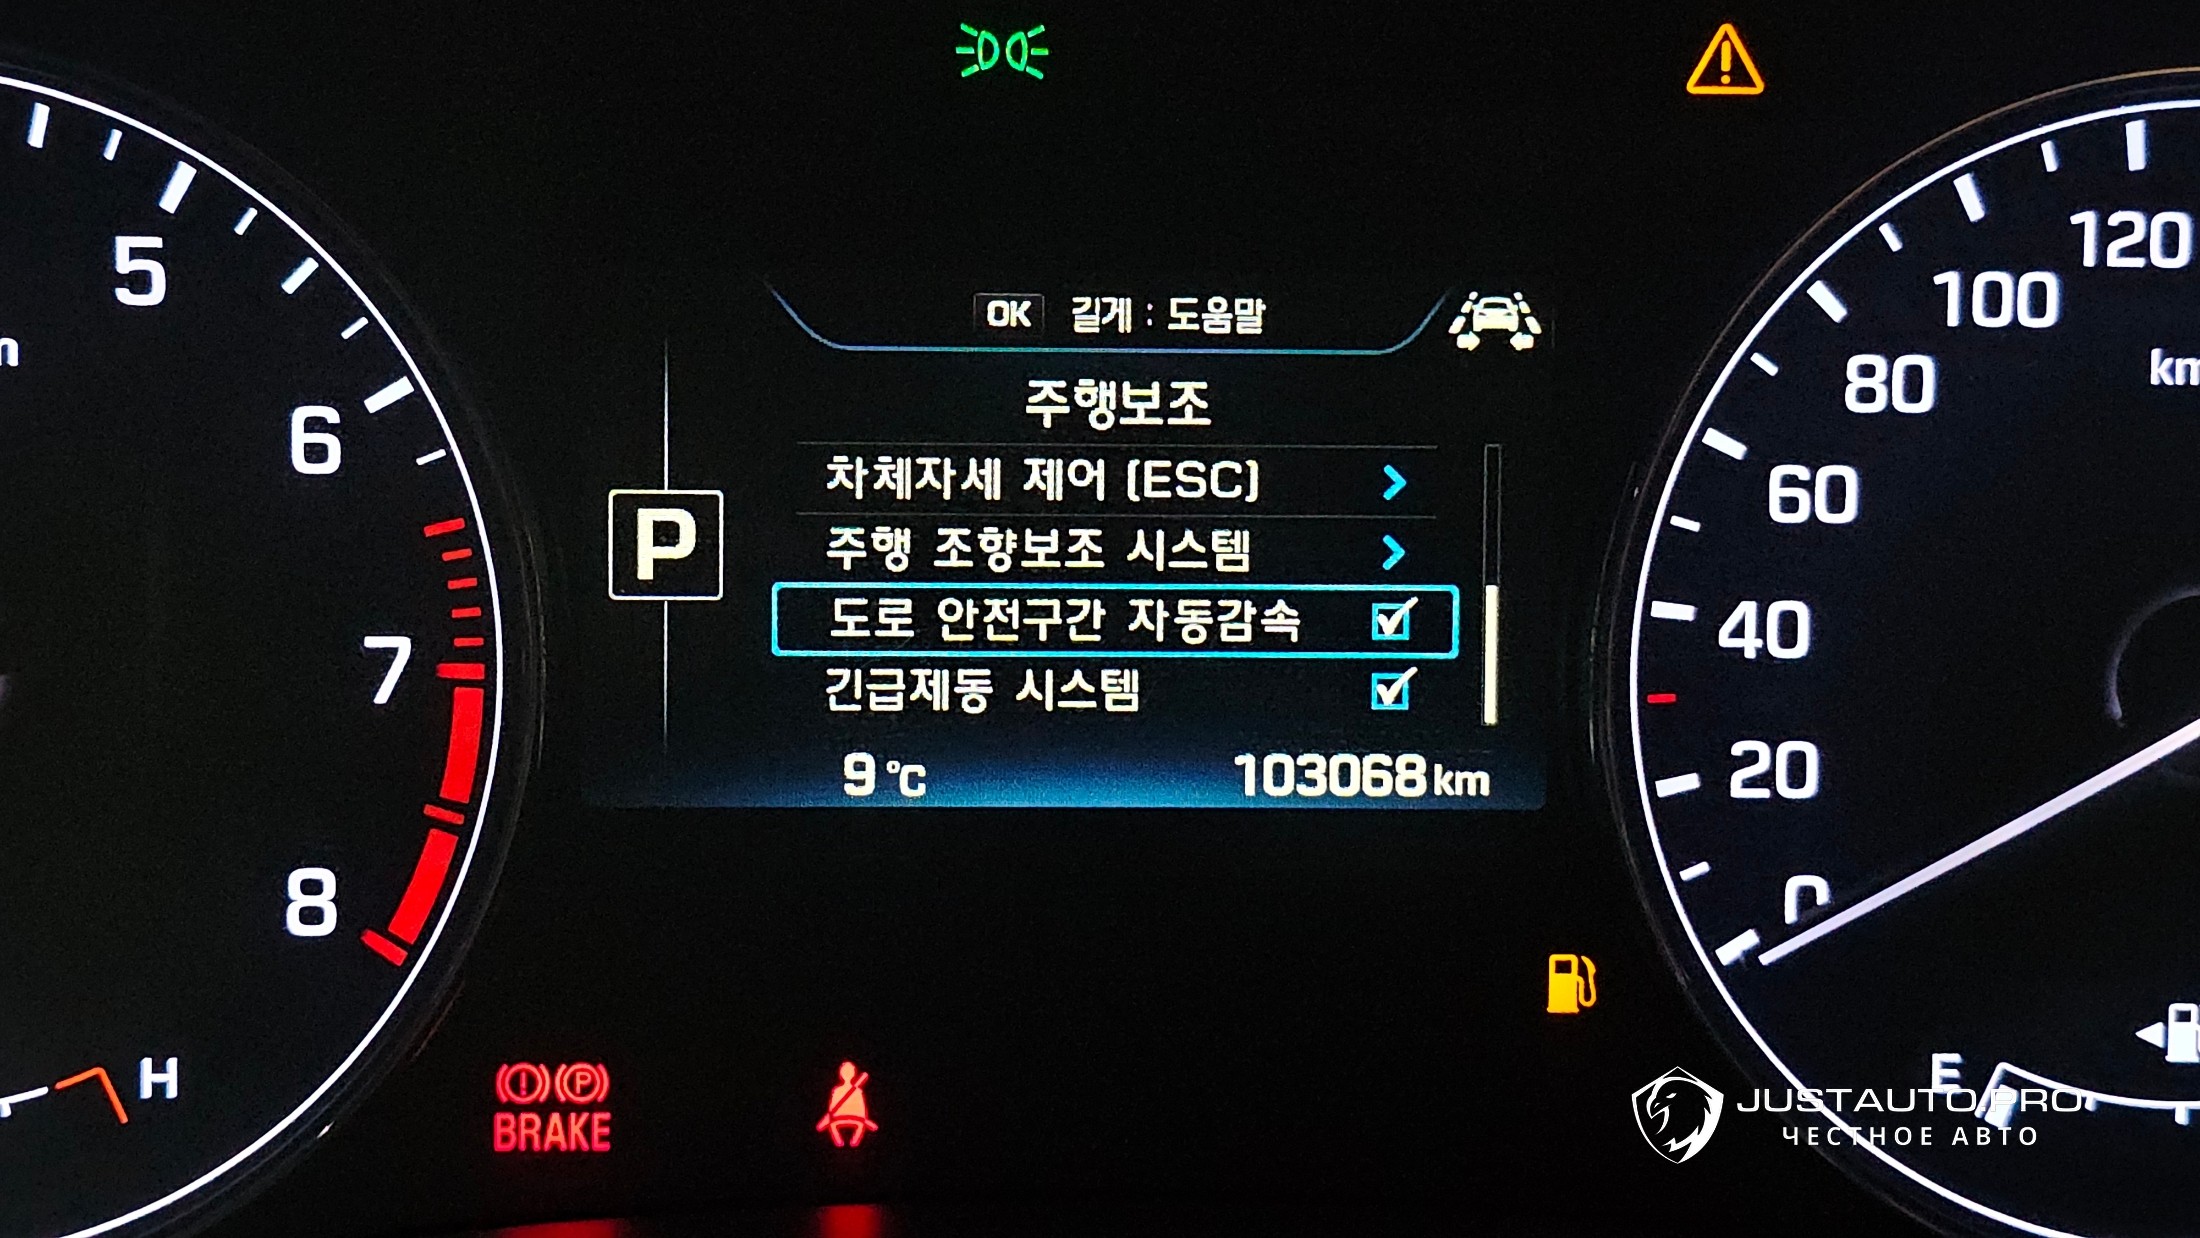 OK 길게 : 도움말
주행보조
차체자세 제어 (ESC)
주행 조향보조 시스템
도로 안전구간 자동감속
긴급제동 시스템
P
9 °C
103068 km
5
6
7
8
H
120
100
80
60
40
20
0
km
E
(!) (P)
BRAKE
JUSTAUTO.PRO
ЧЕСТНОЕ АВТО